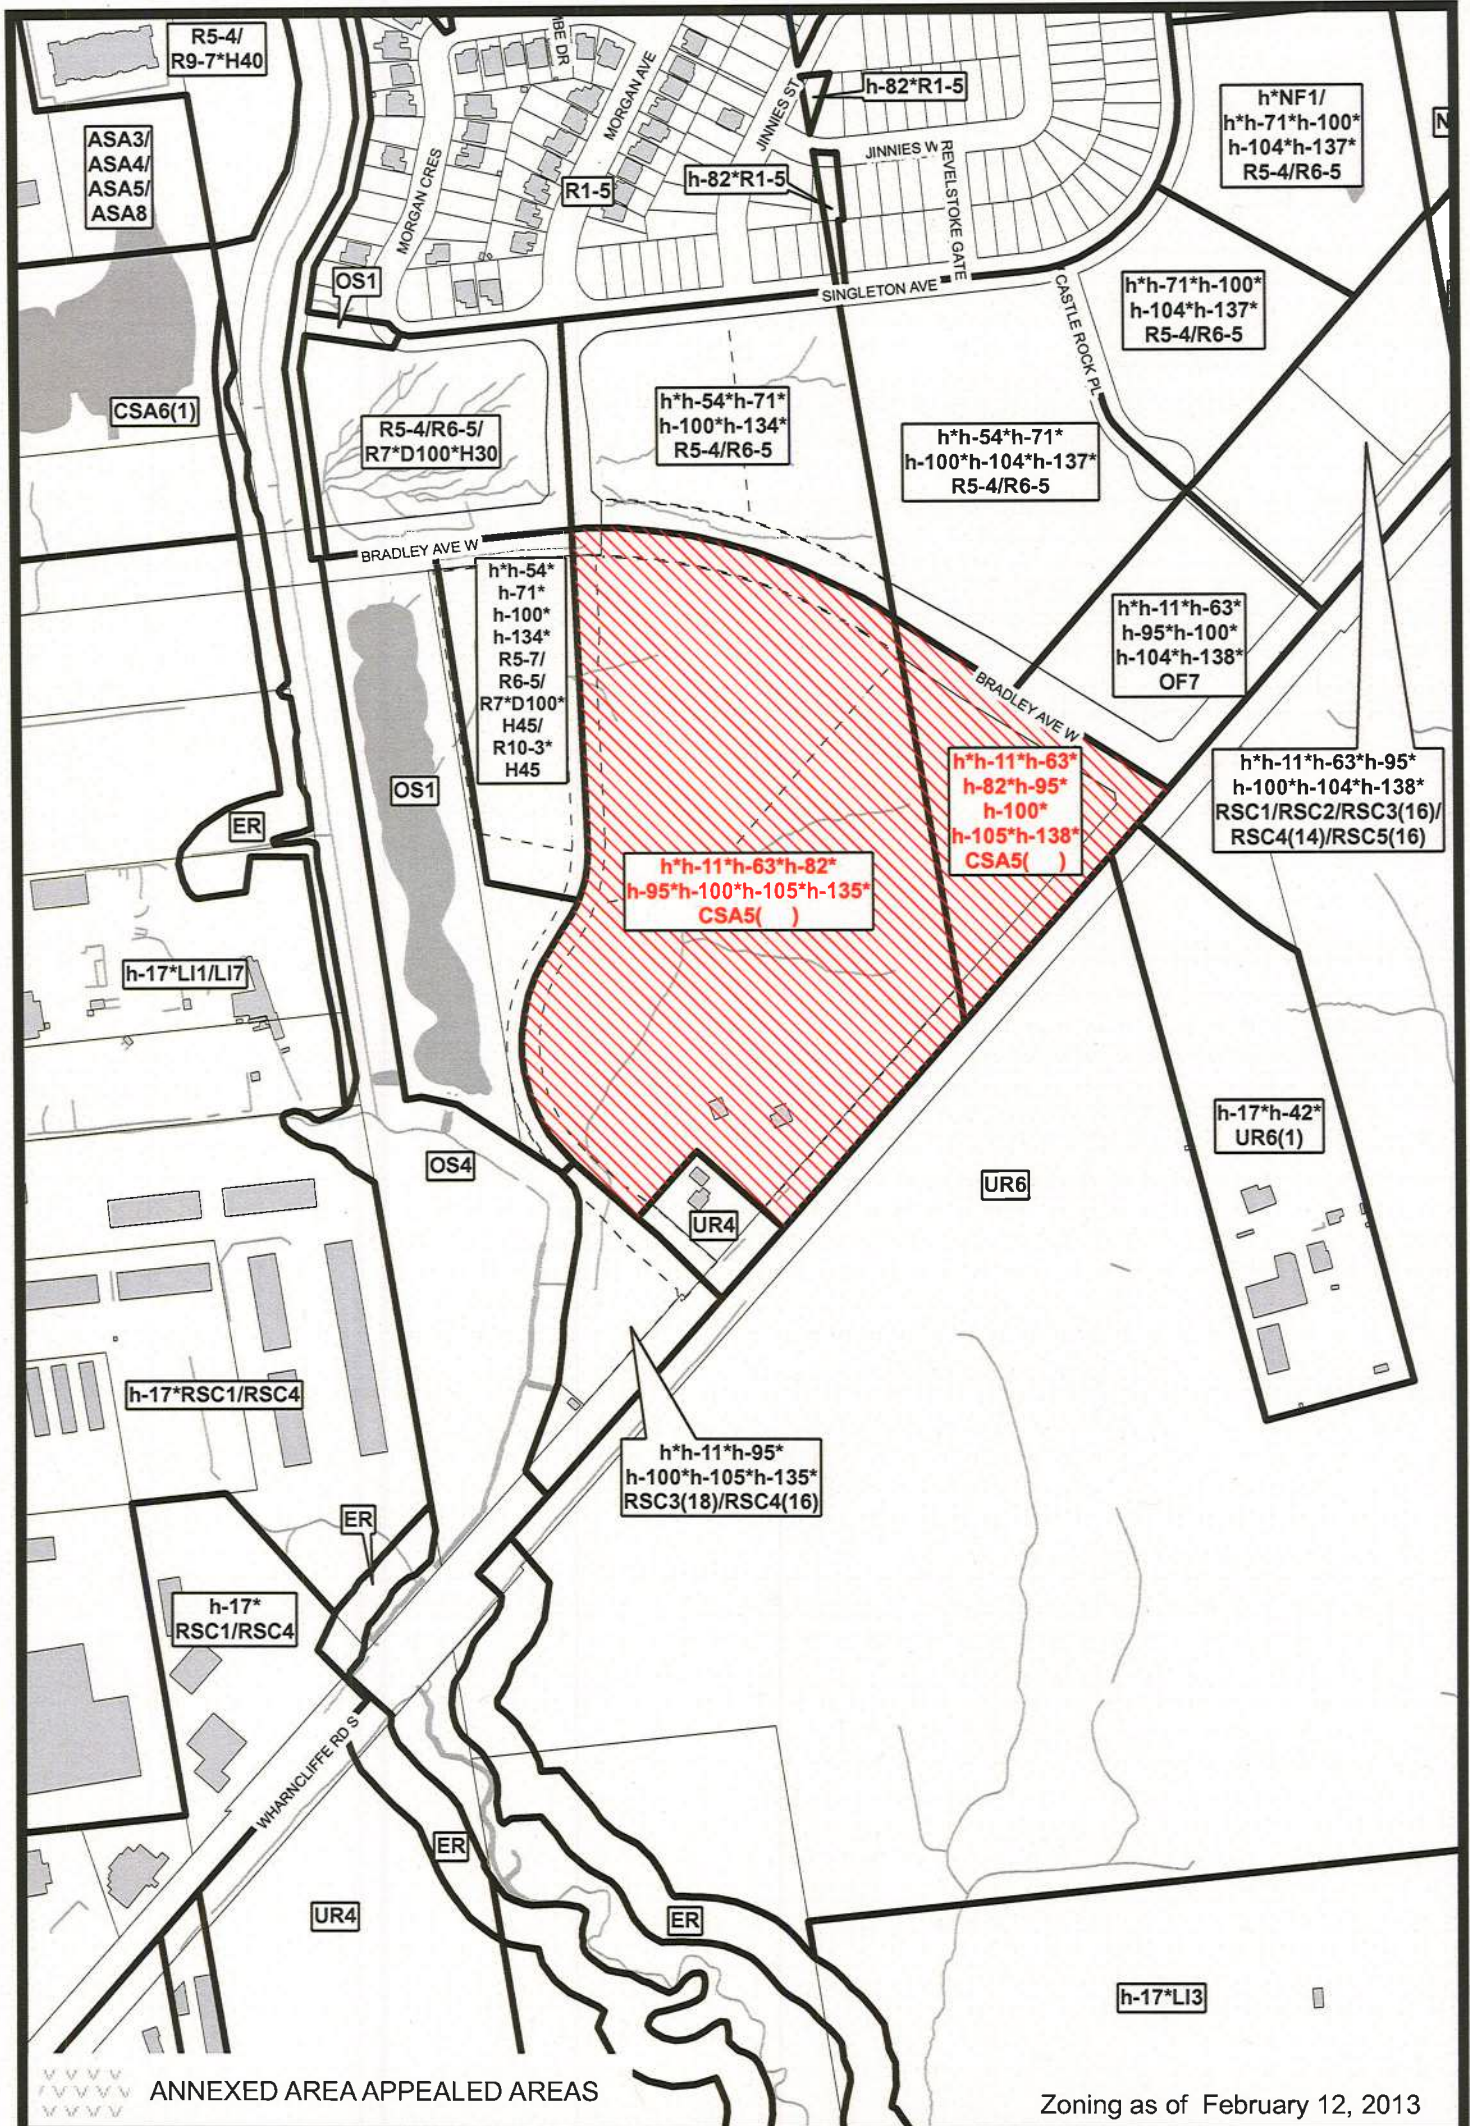 R5-4/
R9-7*H40
ASA3/
ASA4/
ASA5/
ASA8
MORGAN CRES
MORGAN AVE
JINNIES ST
h-82*R1-5
JINNIES W
REVELSTOKE GATE
h-82*R1-5
R1-5
h*NF1/
h*h-71*h-100*
h-104*h-137*
R5-4/R6-5
OS1
SINGLETON AVE
CASTLE ROCK PL
h*h-71*h-100*
h-104*h-137*
R5-4/R6-5
CSA6(1)
R5-4/R6-5/
R7*D100*H30
h*h-54*h-71*
h-100*h-134*
R5-4/R6-5
h*h-54*h-71*
h-100*h-104*h-137*
R5-4/R6-5
BRADLEY AVE W
h*h-54*
h-71*
h-100*
h-134*
R5-7/
R6-5/
R7*D100*
H45/
R10-3*
H45
h*h-11*h-63*
h-95*h-100*
h-104*h-138*
OF7
BRADLEY AVE W
OS1
ER
h*h-11*h-63*
h-82*h-95*
h-100*
h-105*h-138*
CSA5( )
h*h-11*h-63*h-95*
h-100*h-104*h-138*
RSC1/RSC2/RSC3(16)/
RSC4(14)/RSC5(16)
h*h-11*h-63*h-82*
h-95*h-100*h-105*h-135*
CSA5( )
h-17*LI1/LI7
h-17*h-42*
UR6(1)
OS4
UR6
UR4
h-17*RSC1/RSC4
h*h-11*h-95*
h-100*h-105*h-135*
RSC3(18)/RSC4(16)
ER
h-17*
RSC1/RSC4
WHARNCLIFFE RD S
ER
UR4
ER
h-17*LI3
ANNEXED AREA APPEALED AREAS
Zoning as of February 12, 2013